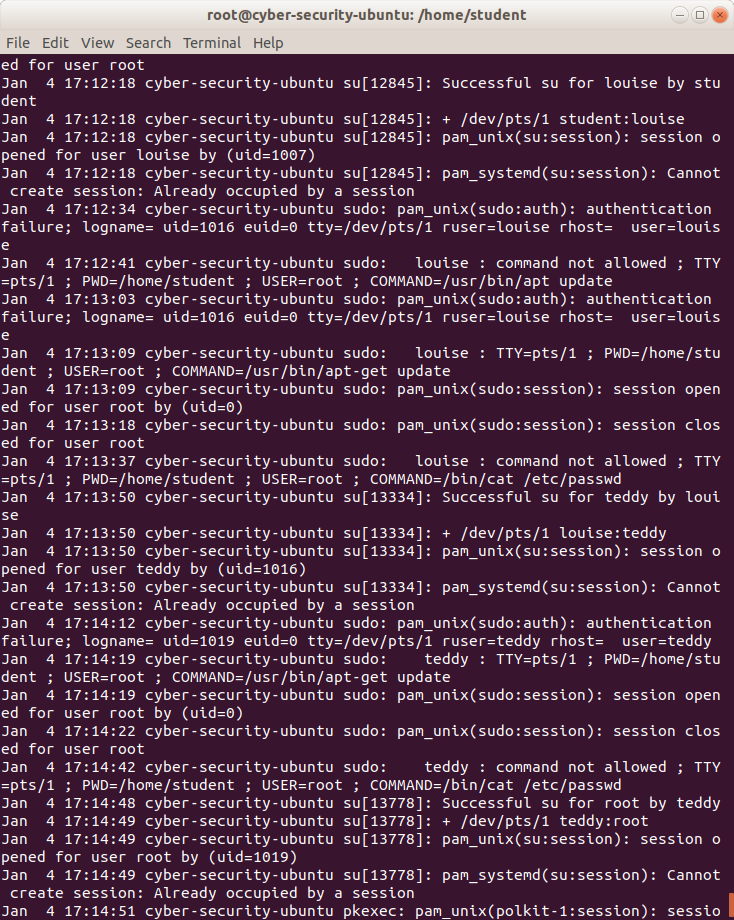 root@cyber-security-ubuntu: /home/student
File Edit View Search Terminal Help
ed for user root
Jan  4 17:12:18 cyber-security-ubuntu su[12845]: Successful su for louise by stu
dent
Jan  4 17:12:18 cyber-security-ubuntu su[12845]: + /dev/pts/1 student:louise
Jan  4 17:12:18 cyber-security-ubuntu su[12845]: pam_unix(su:session): session o
pened for user louise by (uid=1007)
Jan  4 17:12:18 cyber-security-ubuntu su[12845]: pam_systemd(su:session): Cannot
 create session: Already occupied by a session
Jan  4 17:12:34 cyber-security-ubuntu sudo: pam_unix(sudo:auth): authentication
failure; logname= uid=1016 euid=0 tty=/dev/pts/1 ruser=louise rhost=  user=louis
e
Jan  4 17:12:41 cyber-security-ubuntu sudo:   louise : command not allowed ; TTY
=pts/1 ; PWD=/home/student ; USER=root ; COMMAND=/usr/bin/apt update
Jan  4 17:13:03 cyber-security-ubuntu sudo: pam_unix(sudo:auth): authentication
failure; logname= uid=1016 euid=0 tty=/dev/pts/1 ruser=louise rhost=  user=louis
e
Jan  4 17:13:09 cyber-security-ubuntu sudo:   louise : TTY=pts/1 ; PWD=/home/stu
dent ; USER=root ; COMMAND=/usr/bin/apt-get update
Jan  4 17:13:09 cyber-security-ubuntu sudo: pam_unix(sudo:session): session open
ed for user root by (uid=0)
Jan  4 17:13:18 cyber-security-ubuntu sudo: pam_unix(sudo:session): session clos
ed for user root
Jan  4 17:13:37 cyber-security-ubuntu sudo:   louise : command not allowed ; TTY
=pts/1 ; PWD=/home/student ; USER=root ; COMMAND=/bin/cat /etc/passwd
Jan  4 17:13:50 cyber-security-ubuntu su[13334]: Successful su for teddy by loui
se
Jan  4 17:13:50 cyber-security-ubuntu su[13334]: + /dev/pts/1 louise:teddy
Jan  4 17:13:50 cyber-security-ubuntu su[13334]: pam_unix(su:session): session o
pened for user teddy by (uid=1016)
Jan  4 17:13:50 cyber-security-ubuntu su[13334]: pam_systemd(su:session): Cannot
 create session: Already occupied by a session
Jan  4 17:14:12 cyber-security-ubuntu sudo: pam_unix(sudo:auth): authentication
failure; logname= uid=1019 euid=0 tty=/dev/pts/1 ruser=teddy rhost=  user=teddy
Jan  4 17:14:19 cyber-security-ubuntu sudo:    teddy : TTY=pts/1 ; PWD=/home/stu
dent ; USER=root ; COMMAND=/usr/bin/apt-get update
Jan  4 17:14:19 cyber-security-ubuntu sudo: pam_unix(sudo:session): session open
ed for user root by (uid=0)
Jan  4 17:14:22 cyber-security-ubuntu sudo: pam_unix(sudo:session): session clos
ed for user root
Jan  4 17:14:42 cyber-security-ubuntu sudo:    teddy : command not allowed ; TTY
=pts/1 ; PWD=/home/student ; USER=root ; COMMAND=/bin/cat /etc/passwd
Jan  4 17:14:48 cyber-security-ubuntu su[13778]: Successful su for root by teddy
Jan  4 17:14:49 cyber-security-ubuntu su[13778]: + /dev/pts/1 teddy:root
Jan  4 17:14:49 cyber-security-ubuntu su[13778]: pam_unix(su:session): session o
pened for user root by (uid=1019)
Jan  4 17:14:49 cyber-security-ubuntu su[13778]: pam_systemd(su:session): Cannot
 create session: Already occupied by a session
Jan  4 17:14:51 cyber-security-ubuntu pkexec: pam_unix(polkit-1:session): sessio